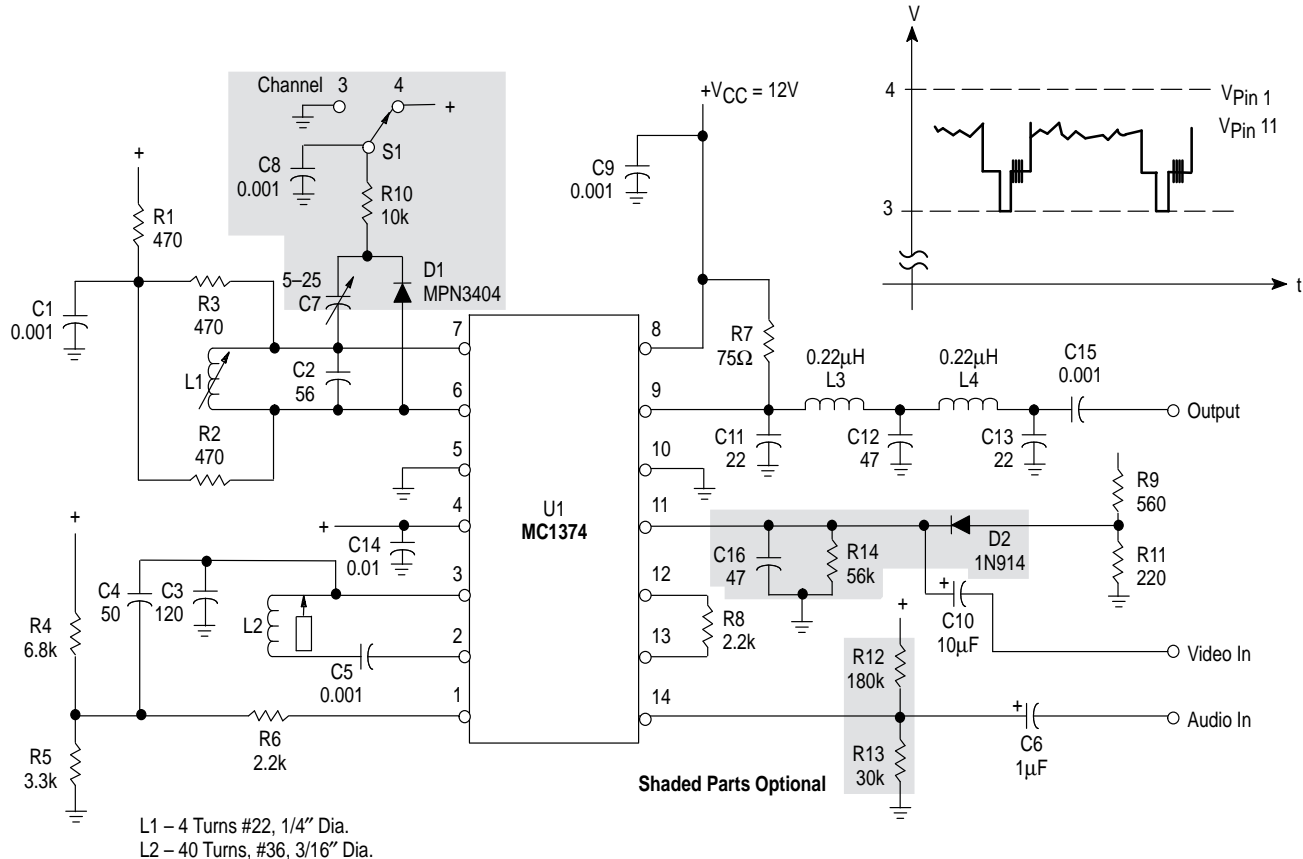 Channel 3 4
+
S1
C8
0.001
R10
10k
5–25
C7
D1
MPN3404
+
R1
470
C1
0.001
R3
470
L1
C2
56
R2
470
7
6
5
4
3
2
1
+
C14
0.01
+
C4
50
C3
120
L2
R4
6.8k
C5
0.001
R5
3.3k
R6
2.2k
U1
MC1374
+VCC = 12V
C9
0.001
8
9
10
11
12
13
14
R7
75Ω
0.22µH
L3
0.22µH
L4
C15
0.001
Output
C11
22
C12
47
C13
22
R9
560
R11
220
D2
1N914
C16
47
R14
56k
R8
2.2k
+
C10
10µF
Video In
+
R12
180k
R13
30k
+
C6
1µF
Audio In
V
4
3
VPin 1
VPin 11
t
Shaded Parts Optional
L1 – 4 Turns #22, 1/4″ Dia.
L2 – 40 Turns, #36, 3/16″ Dia.